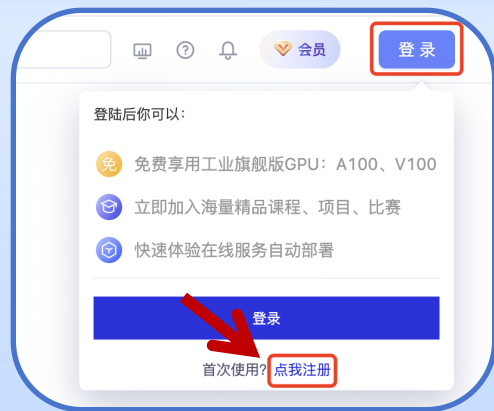 会员
登 录
登陆后你可以：
免 免费享用工业旗舰版GPU：A100、V100
立即加入海量精品课程、项目、比赛
快速体验在线服务自动部署
登录
首次使用? 点我注册